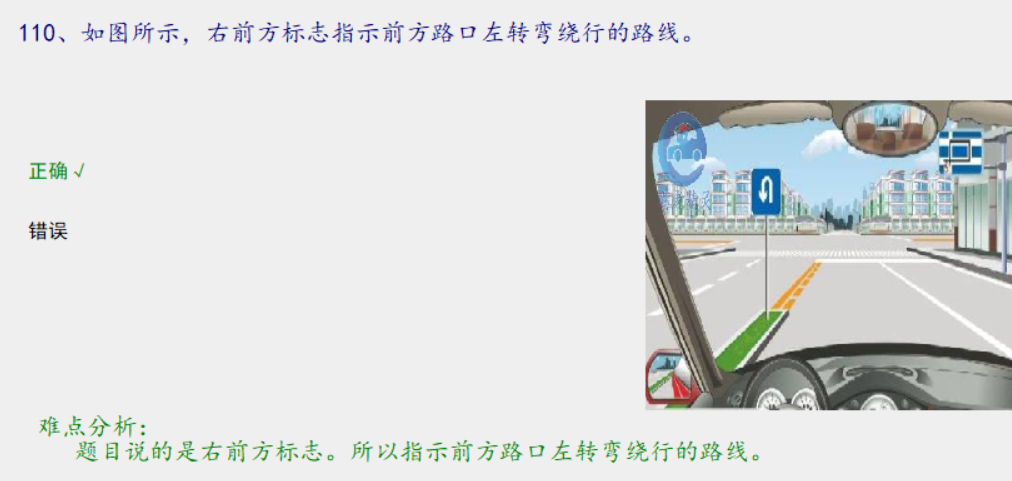 110、如图所示，右前方标志指示前方路口左转弯绕行的路线。
正确√
错误
难点分析：
题目说的是右前方标志。所以指示前方路口左转弯绕行的路线。